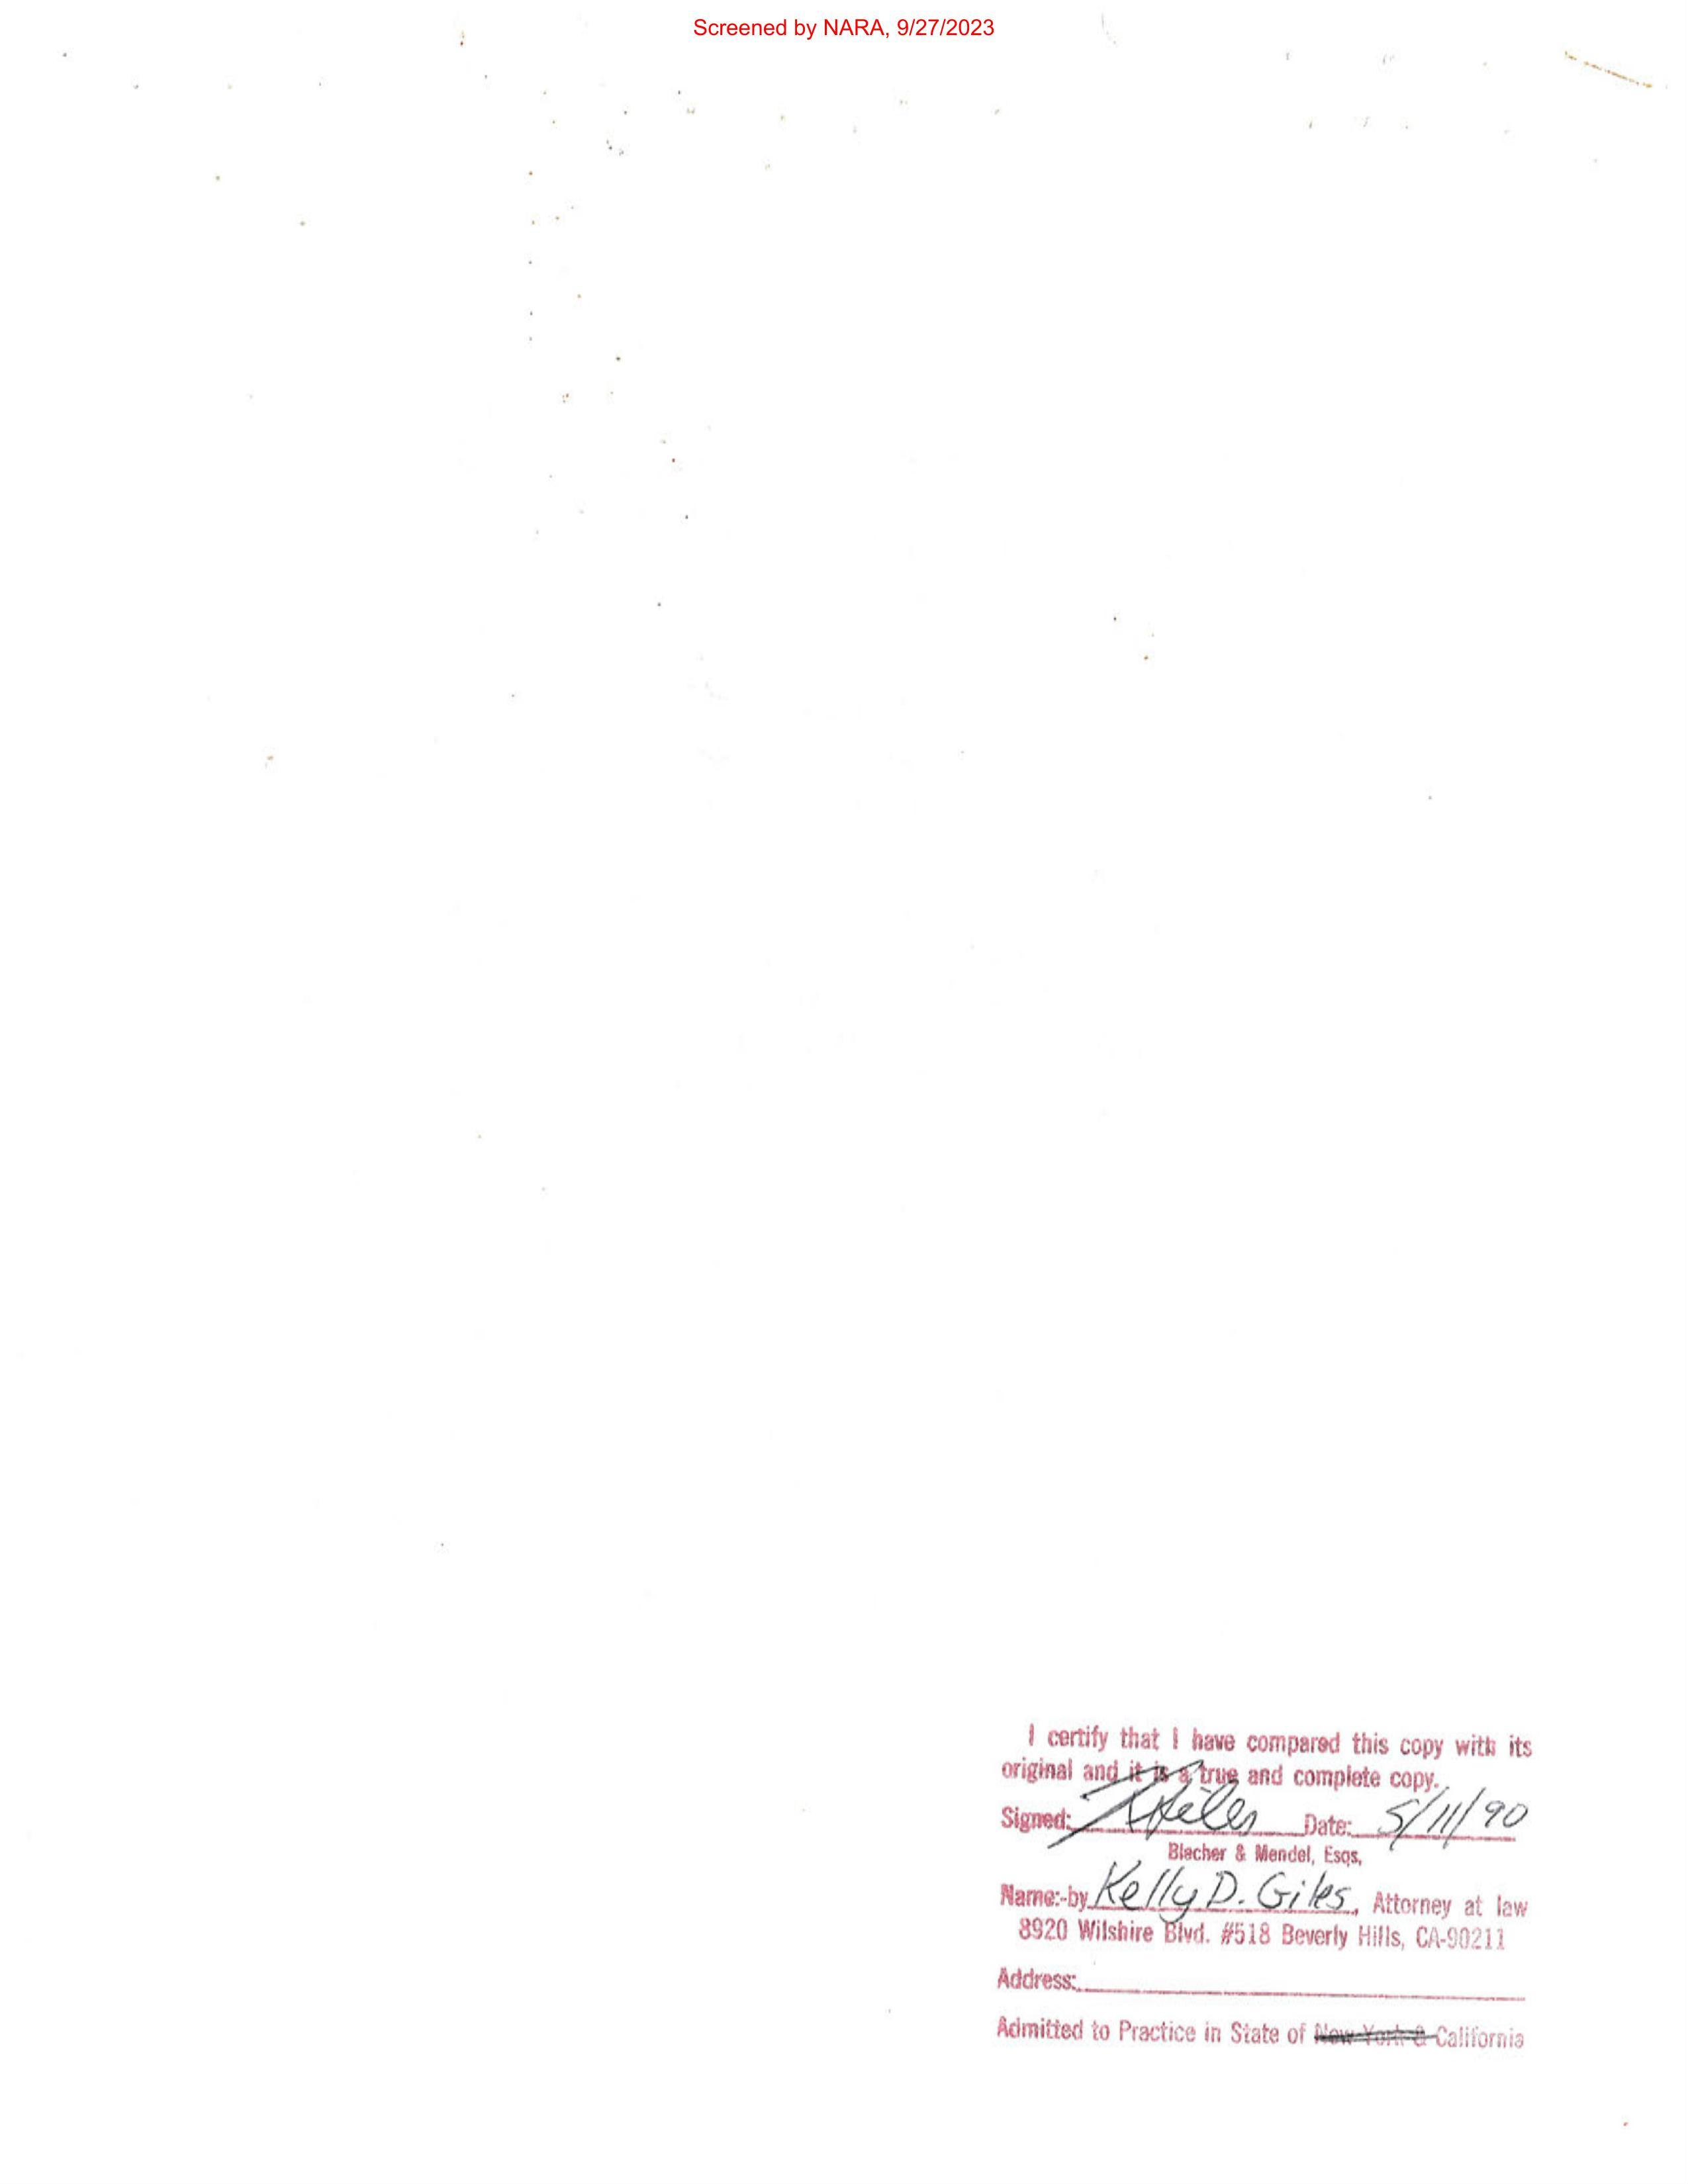 Screened by NARA, 9/27/2023
I certify that I have compared this copy with its
original and it is a true and complete copy.
Signed: KGiles Date: 5/11/90
Blacher & Mendel, Esqs,
Name:-by Kelly D. Giles, Attorney at law
8920 Wilshire Blvd. #518 Beverly Hills, CA-90211
Address:
Admitted to Practice in State of New York & California